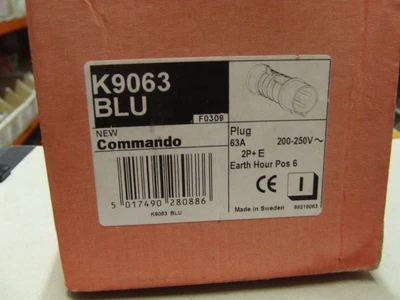 K9063
BLU
F0309
NEW
Commando
Plug
63A 200-250V ~
2P+E
Earth Hour Pos 6
CE I
5 017490 280886
K9063 BLU
Made in Sweden